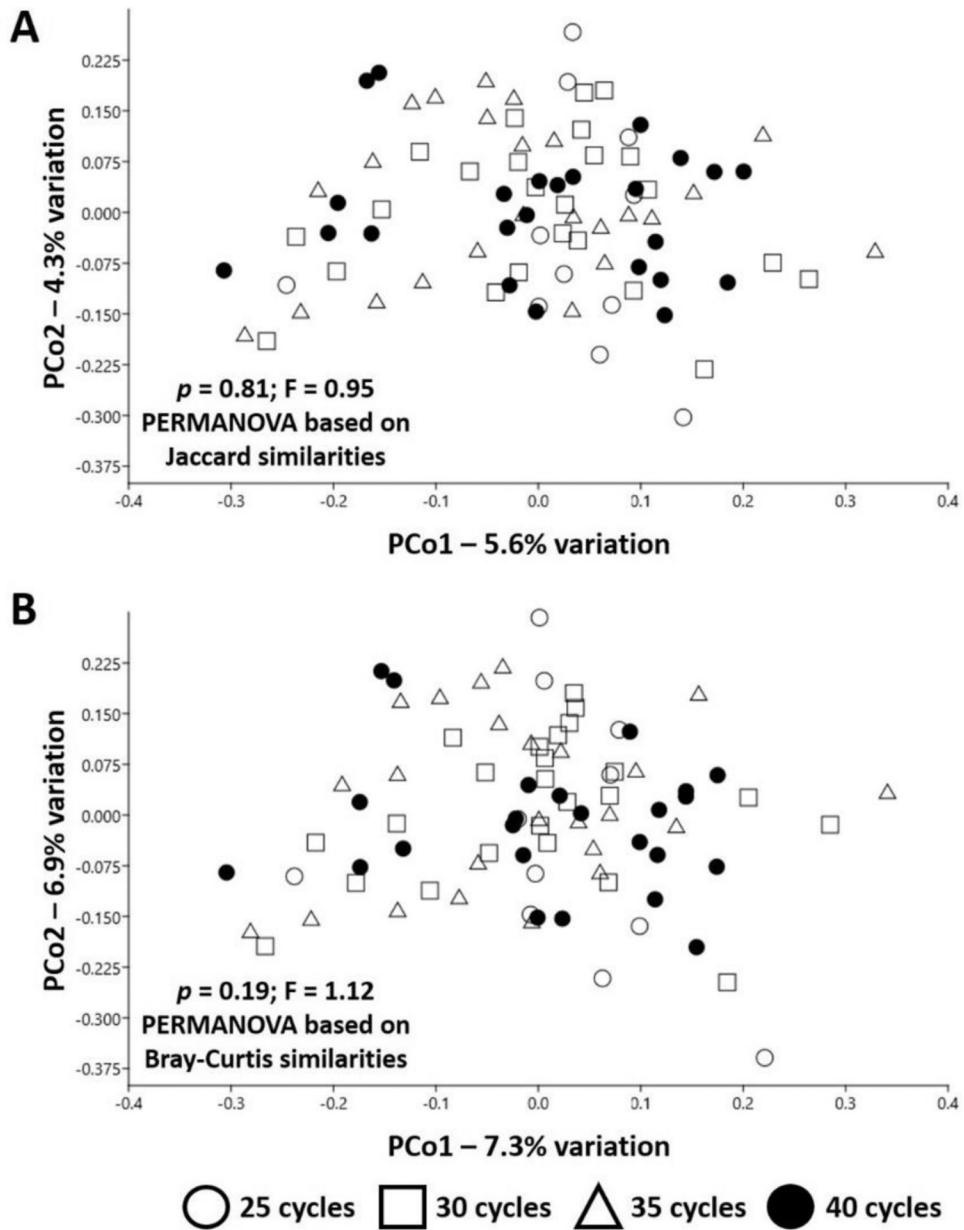 A
PCo2 – 4.3% variation
0.225
0.150
0.075
0.000
-0.075
-0.150
-0.225
-0.300
-0.375
p = 0.81; F = 0.95
PERMANOVA based on
Jaccard similarities
-0.4 -0.3 -0.2 -0.1 0.0 0.1 0.2 0.3 0.4
PCo1 – 5.6% variation
B
PCo2 – 6.9% variation
0.225
0.150
0.075
0.000
-0.075
-0.150
-0.225
-0.300
-0.375
p = 0.19; F = 1.12
PERMANOVA based on
Bray-Curtis similarities
-0.4 -0.3 -0.2 -0.1 0.0 0.1 0.2 0.3 0.4
PCo1 – 7.3% variation
25 cycles 30 cycles 35 cycles 40 cycles